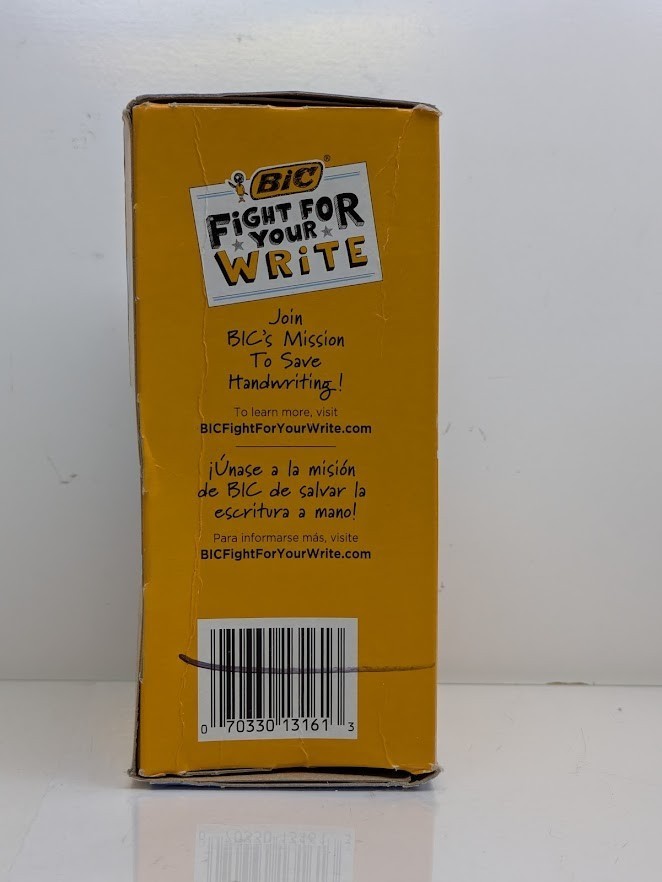 BiC®
FiGHT FOR
YOUR
WRiTE
Join
BIC's Mission
To Save
Handwriting!
To learn more, visit
BICFightForYourWrite.com
¡Únase a la misión
de BIC de salvar la
escritura a mano!
Para informarse más, visite
BICFightForYourWrite.com
0 70330 13161 3